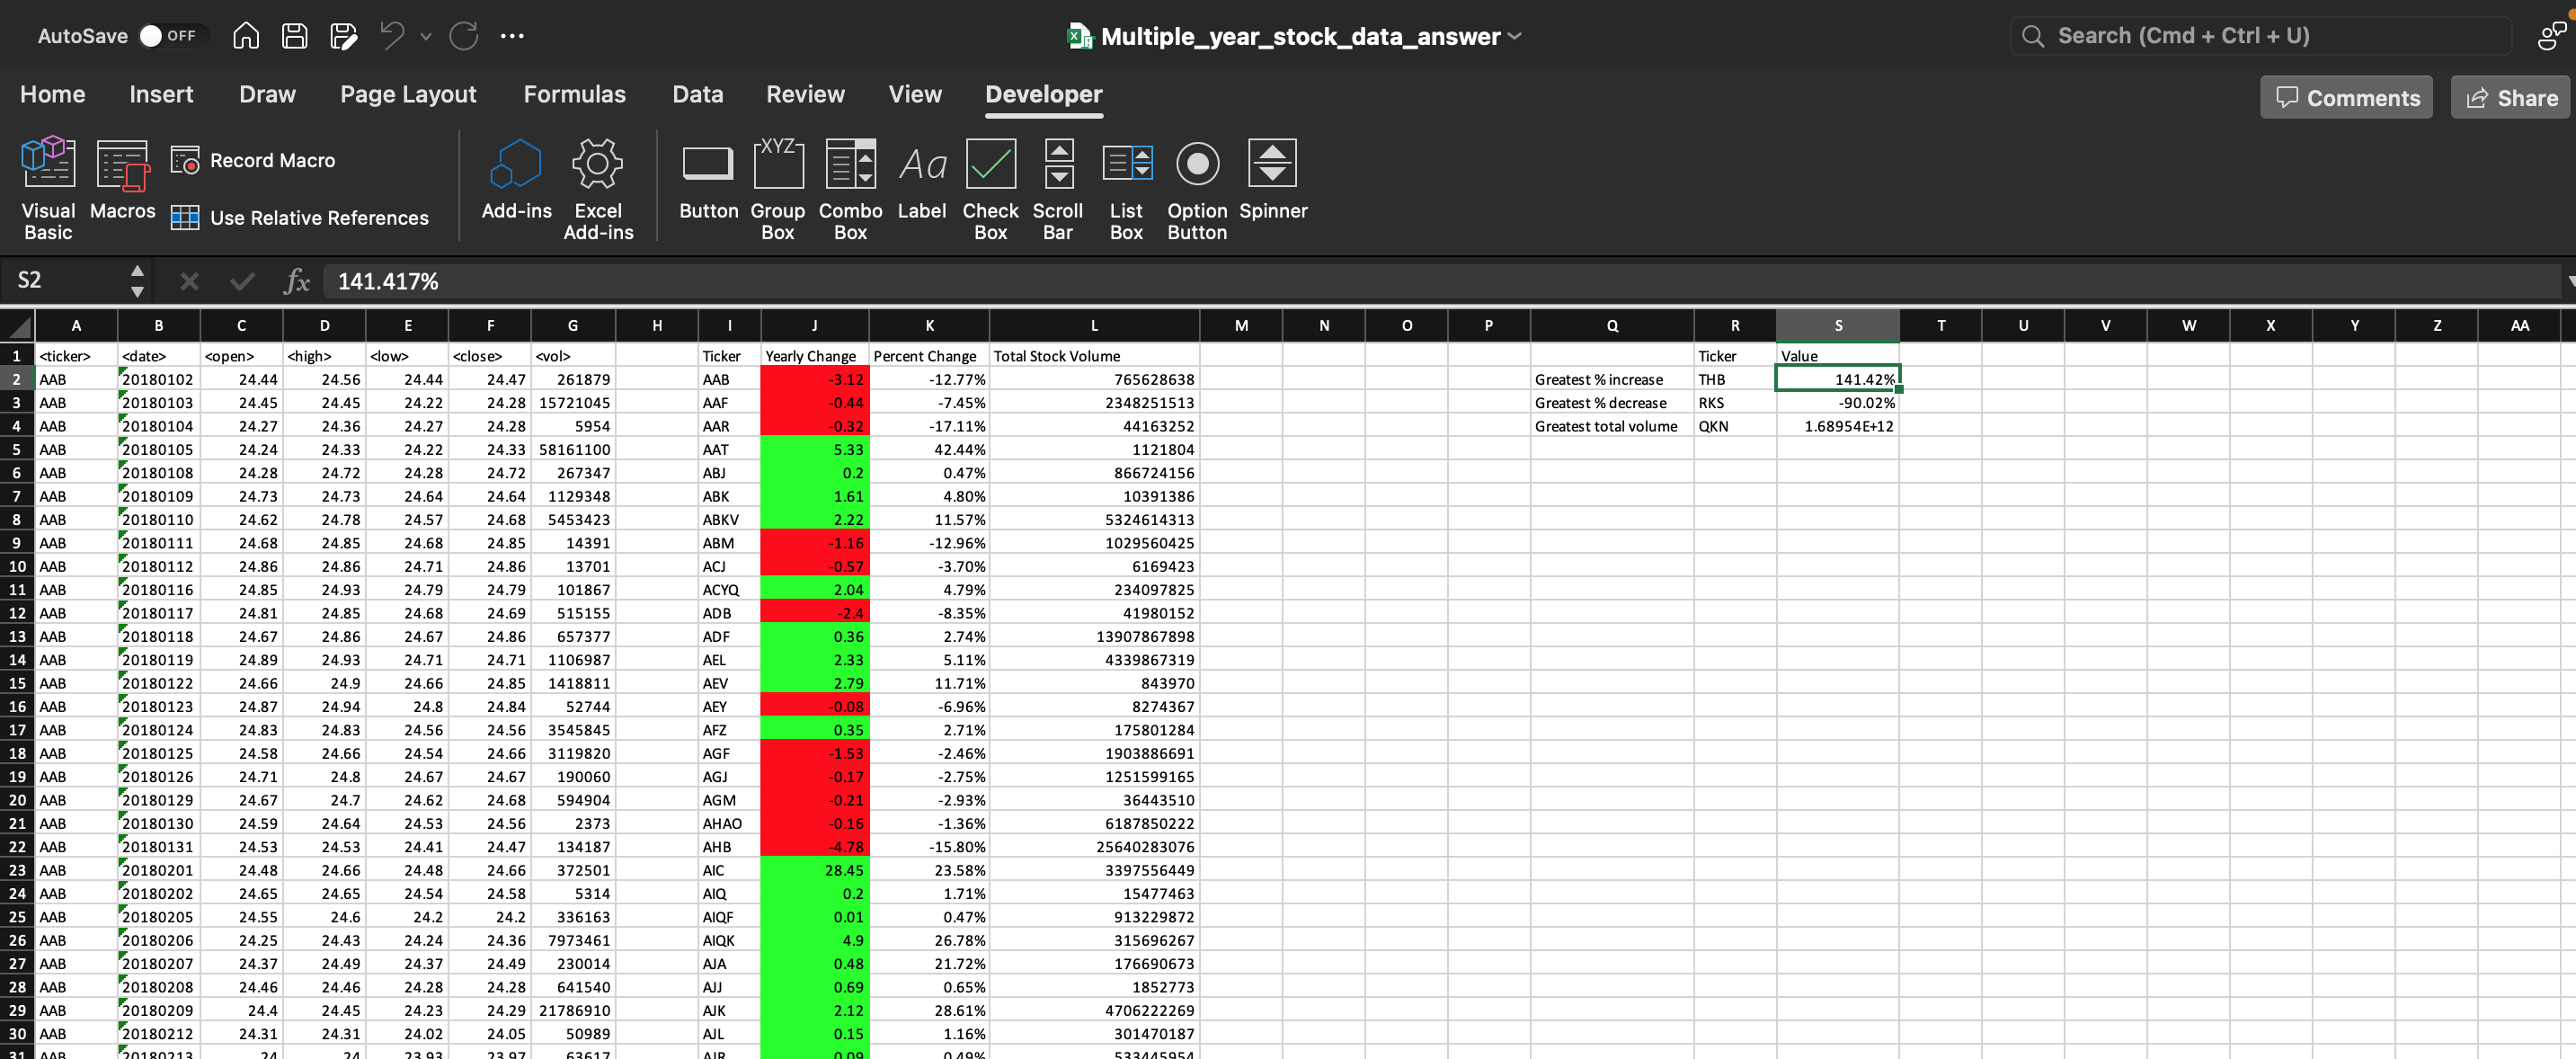 AutoSave OFF Multiple_year_stock_data_answer Search (Cmd + Ctrl + U)
Home Insert Draw Page Layout Formulas Data Review View Developer Comments Share
Visual Basic Macros Record Macro Use Relative References Add-ins Excel Add-ins XYZ Aa Button Group Box Combo Box Label Check Box Scroll Bar List Box Option Button Spinner
S2 fx 141.417%
A B C D E F G H I J K L M N O P Q R S T U V W X Y Z AA
1 <ticker> <date> <open> <high> <low> <close> <vol> Ticker Yearly Change Percent Change Total Stock Volume Ticker Value
2 AAB 20180102 24.44 24.56 24.44 24.47 261879 AAB -3.12 -12.77% 765628638 Greatest % increase THB 141.42%
3 AAB 20180103 24.45 24.45 24.22 24.28 15721045 AAF -0.44 -7.45% 2348251513 Greatest % decrease RKS -90.02%
4 AAB 20180104 24.27 24.36 24.27 24.28 5954 AAR -0.32 -17.11% 44163252 Greatest total volume QKN 1.68954E+12
5 AAB 20180105 24.24 24.33 24.22 24.33 58161100 AAT 5.33 42.44% 1121804
6 AAB 20180108 24.28 24.72 24.28 24.72 267347 ABJ 0.2 0.47% 866724156
7 AAB 20180109 24.73 24.73 24.64 24.64 1129348 ABK 1.61 4.80% 10391386
8 AAB 20180110 24.62 24.78 24.57 24.68 5453423 ABKV 2.22 11.57% 5324614313
9 AAB 20180111 24.68 24.85 24.68 24.85 14391 ABM -1.16 -12.96% 1029560425
10 AAB 20180112 24.86 24.86 24.71 24.86 13701 ACJ -0.57 -3.70% 6169423
11 AAB 20180116 24.85 24.93 24.79 24.79 101867 ACYQ 2.04 4.79% 234097825
12 AAB 20180117 24.81 24.85 24.68 24.69 515155 ADB -2.4 -8.35% 41980152
13 AAB 20180118 24.67 24.86 24.67 24.86 657377 ADF 0.36 2.74% 13907867898
14 AAB 20180119 24.89 24.93 24.71 24.71 1106987 AEL 2.33 5.11% 4339867319
15 AAB 20180122 24.66 24.9 24.66 24.85 1418811 AEV 2.79 11.71% 843970
16 AAB 20180123 24.87 24.94 24.8 24.84 52744 AEY -0.08 -6.96% 8274367
17 AAB 20180124 24.83 24.83 24.56 24.56 3545845 AFZ 0.35 2.71% 175801284
18 AAB 20180125 24.58 24.66 24.54 24.66 3119820 AGF -1.53 -2.46% 1903886691
19 AAB 20180126 24.71 24.8 24.67 24.67 190060 AGJ -0.17 -2.75% 1251599165
20 AAB 20180129 24.67 24.7 24.62 24.68 594904 AGM -0.21 -2.93% 36443510
21 AAB 20180130 24.59 24.64 24.53 24.56 2373 AHAO -0.16 -1.36% 6187850222
22 AAB 20180131 24.53 24.53 24.41 24.47 134187 AHB -4.78 -15.80% 25640283076
23 AAB 20180201 24.48 24.66 24.48 24.66 372501 AIC 28.45 23.58% 3397556449
24 AAB 20180202 24.65 24.65 24.54 24.58 5314 AIQ 0.2 1.71% 15477463
25 AAB 20180205 24.55 24.6 24.2 24.2 336163 AIQF 0.01 0.47% 913229872
26 AAB 20180206 24.25 24.43 24.24 24.36 7973461 AIQK 4.9 26.78% 315696267
27 AAB 20180207 24.37 24.49 24.37 24.49 230014 AJA 0.48 21.72% 176690673
28 AAB 20180208 24.46 24.46 24.28 24.28 641540 AJJ 0.69 0.65% 1852773
29 AAB 20180209 24.4 24.45 24.23 24.29 21786910 AJK 2.12 28.61% 4706222269
30 AAB 20180212 24.31 24.31 24.02 24.05 50989 AJL 0.15 1.16% 301470187
31 AAB 20180213 24 24 23.93 23.97 63617 AJR 0.09 0.49% 533445954